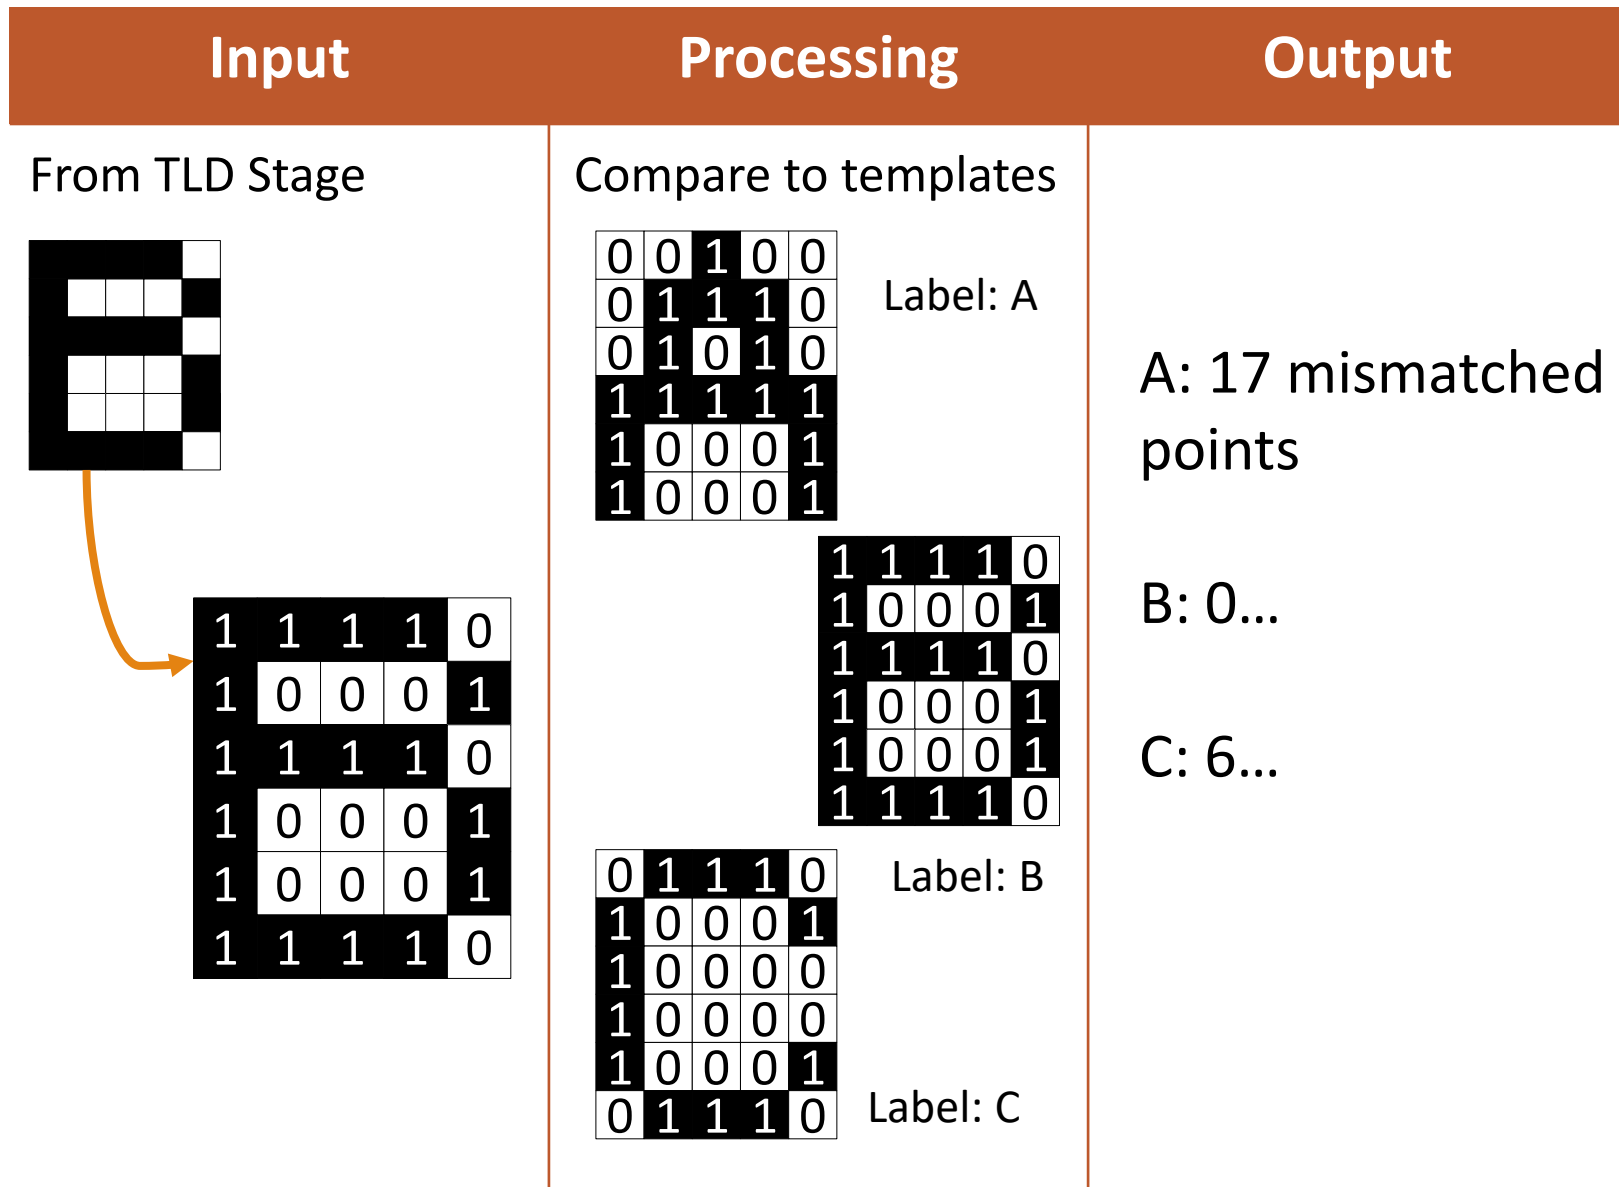 Input
Processing
Output
From TLD Stage
1 1 1 1 0
1 0 0 0 1
1 1 1 1 0
1 0 0 0 1
1 0 0 0 1
1 1 1 1 0
Compare to templates
0 0 1 0 0
0 1 1 1 0
0 1 0 1 0
1 1 1 1 1
1 0 0 0 1
1 0 0 0 1
Label: A
1 1 1 1 0
1 0 0 0 1
1 1 1 1 0
1 0 0 0 1
1 0 0 0 1
1 1 1 1 0
Label: B
0 1 1 1 0
1 0 0 0 1
1 0 0 0 0
1 0 0 0 0
1 0 0 0 1
0 1 1 1 0
Label: C
A: 17 mismatched
points
B: 0...
C: 6...